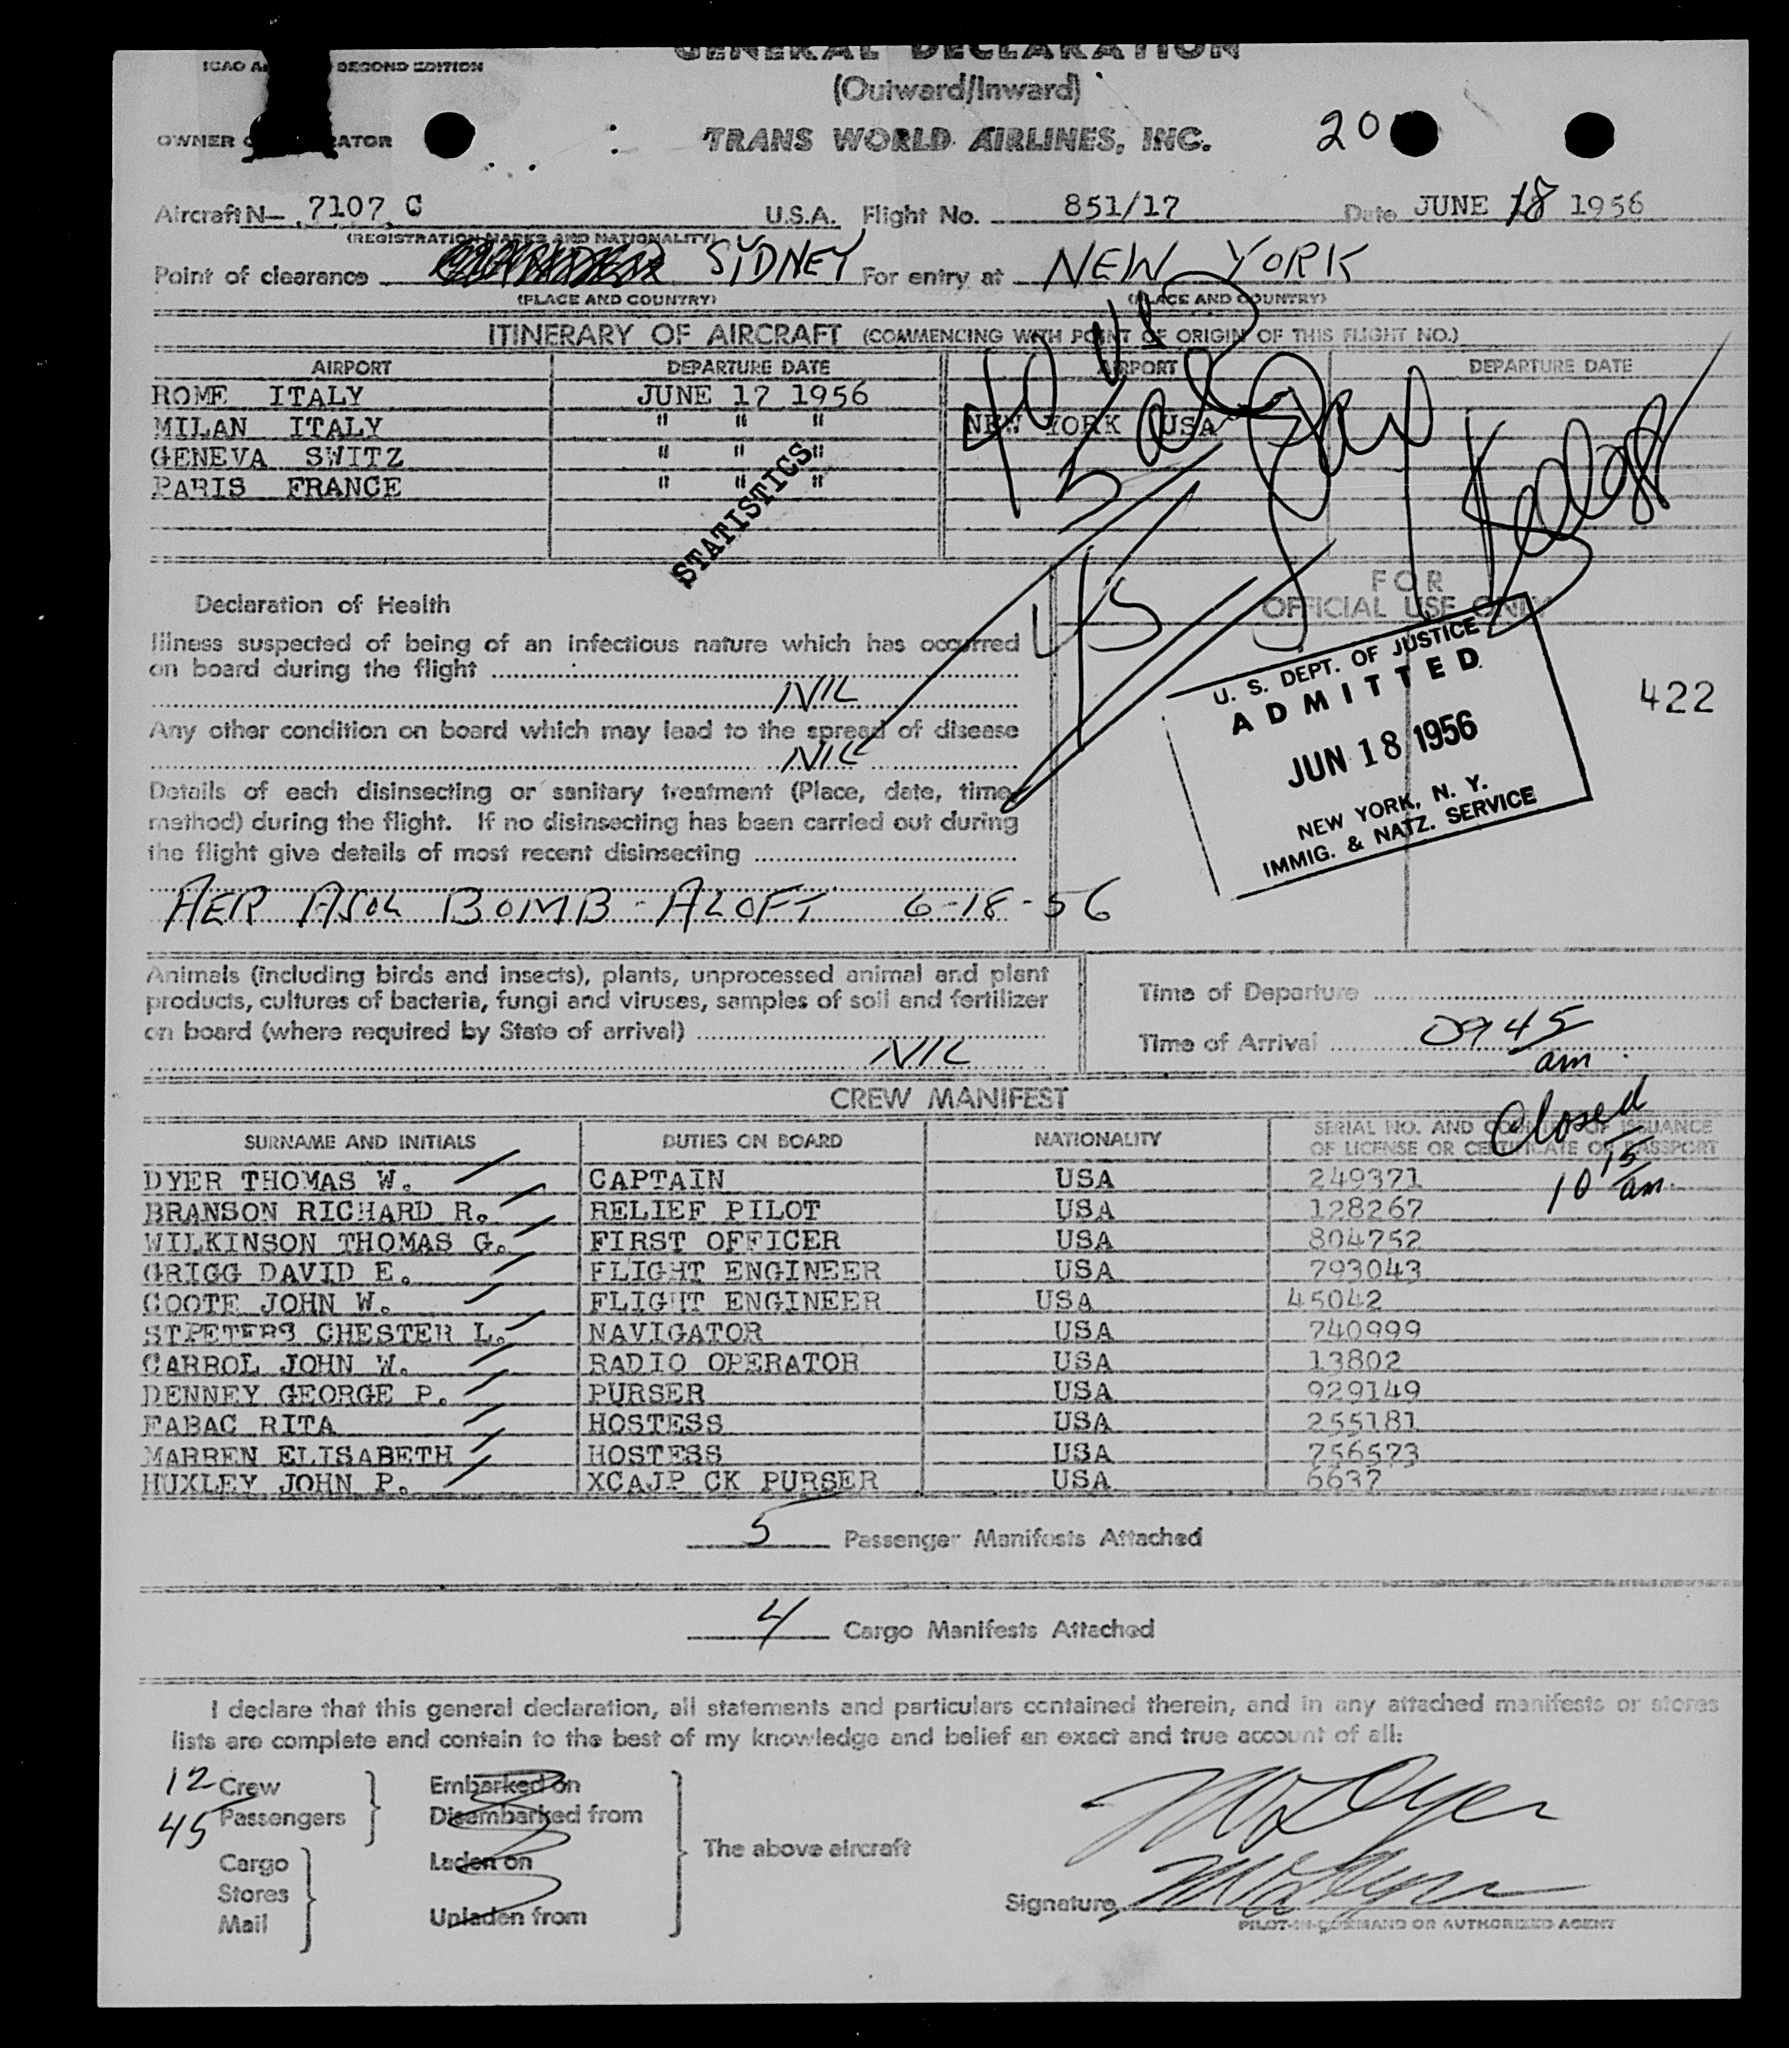 GENERAL DECLARATION
ICAO SECOND EDITION
(Outward/Inward)
OWNER
TRANS WORLD AIRLINES, INC.
20
Aircraft N- 7107 C U.S.A. Flight No. 851/17 Date JUNE 18 1956
(REGISTRATION MARKS AND NATIONALITY)
Point of clearance SYDNEY For entry at NEW YORK
(PLACE AND COUNTRY) (PLACE AND COUNTRY)
ITINERARY OF AIRCRAFT (COMMENCING WITH POINT OF ORIGIN OF THIS FLIGHT NO.)
AIRPORT DEPARTURE DATE AIRPORT DEPARTURE DATE
ROME ITALY JUNE 17 1956
MILAN ITALY " " " NEW YORK USA
GENEVA SWITZ " " "
PARIS FRANCE " " "
STATISTICS
Declaration of Health
FOR
OFFICIAL USE ONLY
Illness suspected of being of an infectious nature which has occurred
on board during the flight
NIL
Any other condition on board which may lead to the spread of disease
NIL
Details of each disinsecting or sanitary treatment (Place, date, time,
method) during the flight. If no disinsecting has been carried out during
the flight give details of most recent disinsecting
AER ASOL BOMB - ALOFT 6-18-56
U. S. DEPT. OF JUSTICE
ADMITTED
JUN 18 1956
NEW YORK, N. Y.
IMMIG. & NATZ. SERVICE
422
Animals (including birds and insects), plants, unprocessed animal and plant
products, cultures of bacteria, fungi and viruses, samples of soil and fertilizer
on board (where required by State of arrival)
NIL
Time of Departure
Time of Arrival 0945
am
Closed
10 15
am
CREW MANIFEST
SURNAME AND INITIALS DUTIES ON BOARD NATIONALITY SERIAL NO. AND COUNTRY OF ISSUANCE
OF LICENSE OR CERTIFICATE OR PASSPORT
DYER THOMAS W. CAPTAIN USA 249371
BRANSON RICHARD R. RELIEF PILOT USA 128267
WILKINSON THOMAS G. FIRST OFFICER USA 804752
GRIGG DAVID E. FLIGHT ENGINEER USA 793043
COOTE JOHN W. FLIGHT ENGINEER USA 45042
STPETERS CHESTER L. NAVIGATOR USA 740999
CARROL JOHN W. RADIO OPERATOR USA 13802
DENNEY GEORGE P. PURSER USA 929149
FABAC RITA HOSTESS USA 255181
MARREN ELISABETH HOSTESS USA 756573
HUXLEY JOHN P. XCAJP CK PURSER USA 6637
5 Passenger Manifests Attached
4 Cargo Manifests Attached
I declare that this general declaration, all statements and particulars contained therein, and in any attached manifests or stores
lists are complete and contain to the best of my knowledge and belief an exact and true account of all:
12 Crew Embarked on
45 Passengers Disembarked from
The above aircraft
Cargo Laden on
Stores
Mail Unladen from
Signature
PILOT-IN-COMMAND OR AUTHORIZED AGENT